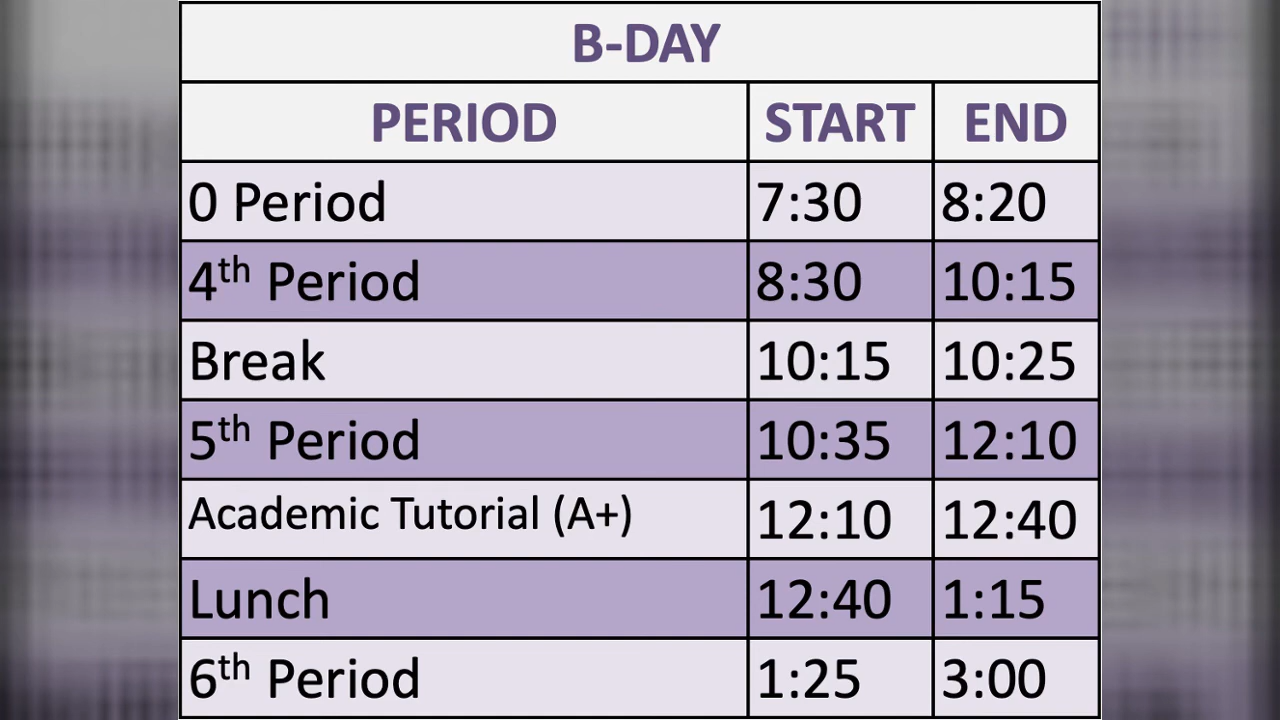 B-DAY
PERIOD START END
0 Period 7:30 8:20
4th Period 8:30 10:15
Break 10:15 10:25
5th Period 10:35 12:10
Academic Tutorial (A+) 12:10 12:40
Lunch 12:40 1:15
6th Period 1:25 3:00